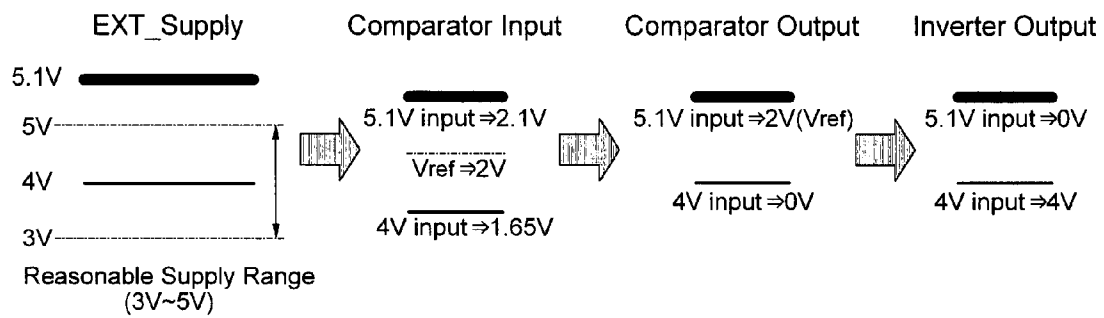 EXT_Supply
5.1V
5V
4V
3V
Reasonable Supply Range
(3V~5V)
Comparator Input
5.1V input⇒2.1V
Vref⇒2V
4V input⇒1.65V
Comparator Output
5.1V input⇒2V(Vref)
4V input⇒0V
Inverter Output
5.1V input⇒0V
4V input⇒4V